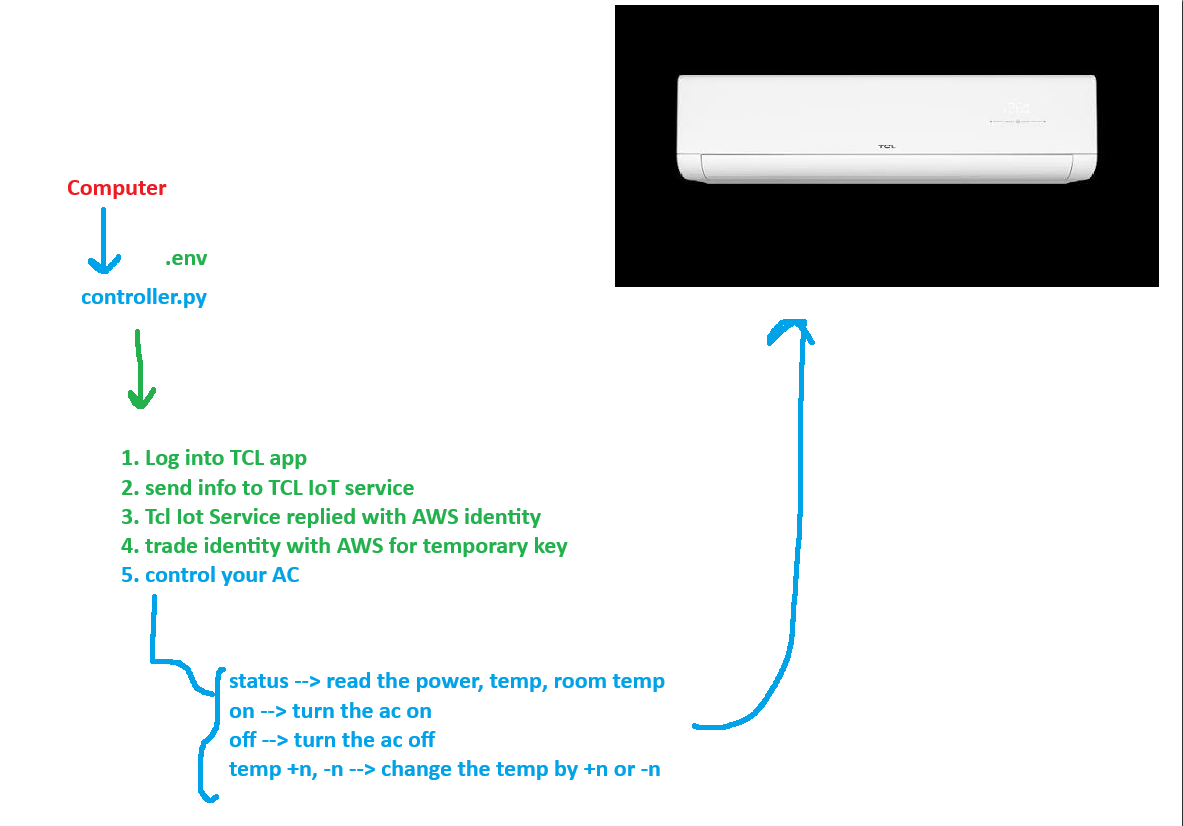 Computer
.env
controller.py
1. Log into TCL app
2. send info to TCL IoT service
3. Tcl Iot Service replied with AWS identity
4. trade identity with AWS for temporary key
5. control your AC
status --> read the power, temp, room temp
on --> turn the ac on
off --> turn the ac off
temp +n, -n --> change the temp by +n or -n
TCL